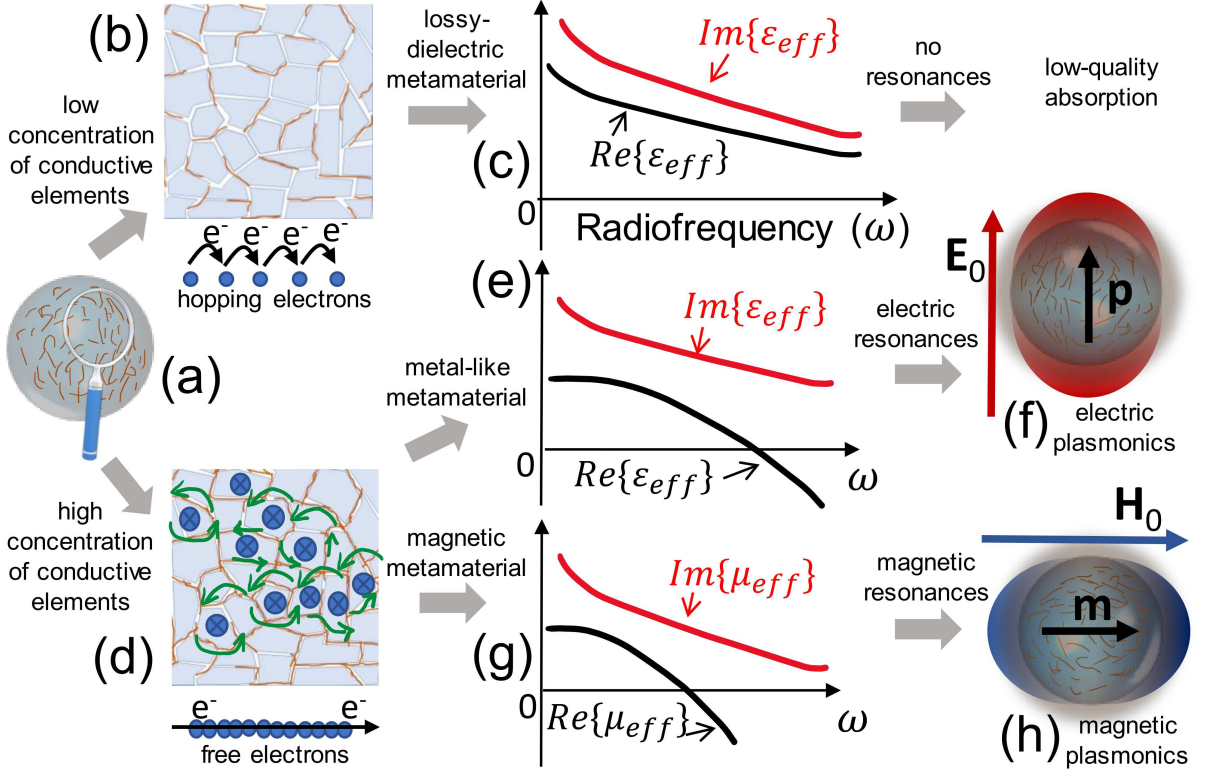 (b)
low
concentration
of conductive
elements
e⁻ e⁻ e⁻ e⁻
hopping electrons
lossy-
dielectric
metamaterial
(c)
Im{ε_eff}
Re{ε_eff}
0
Radiofrequency (ω)
no
resonances
low-quality
absorption
(a)
metal-like
metamaterial
(e)
Im{ε_eff}
Re{ε_eff}
0
ω
electric
resonances
E₀
p
(f)
electric
plasmonics
high
concentration
of conductive
elements
(d)
e⁻ e⁻
free electrons
magnetic
metamaterial
(g)
Im{μ_eff}
Re{μ_eff}
0
ω
magnetic
resonances
H₀
m
(h)
magnetic
plasmonics